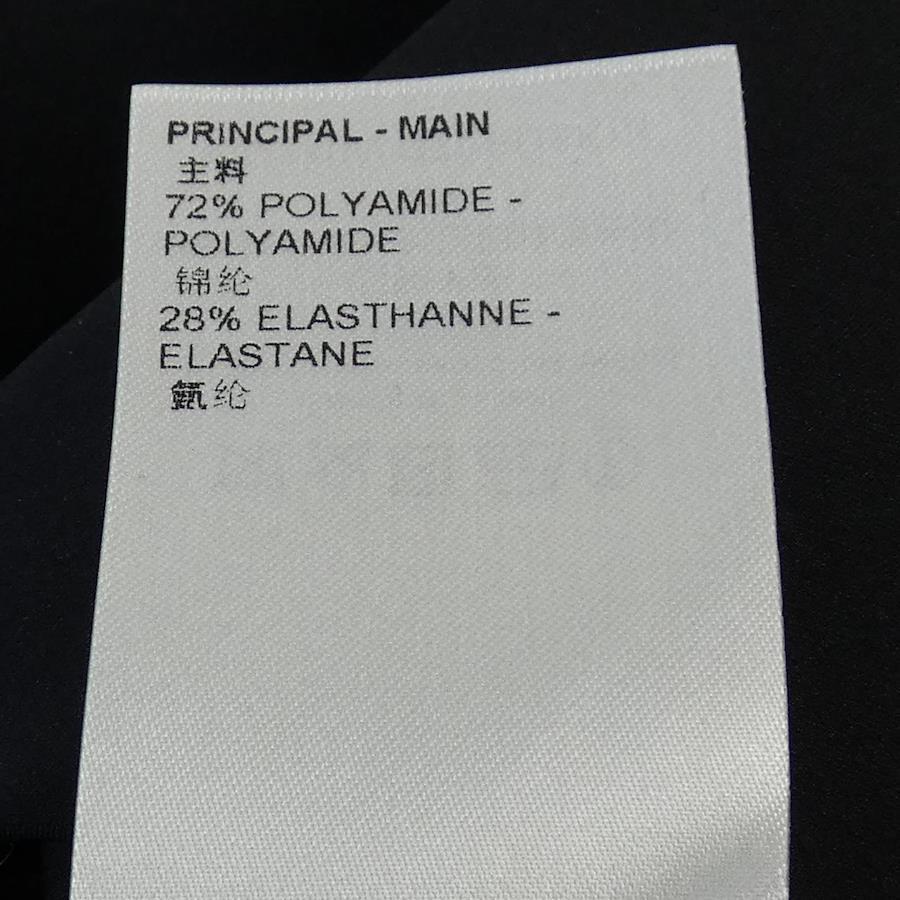 PRINCIPAL - MAIN
主料
72% POLYAMIDE -
POLYAMIDE
锦纶
28% ELASTHANNE -
ELASTANE
氨纶